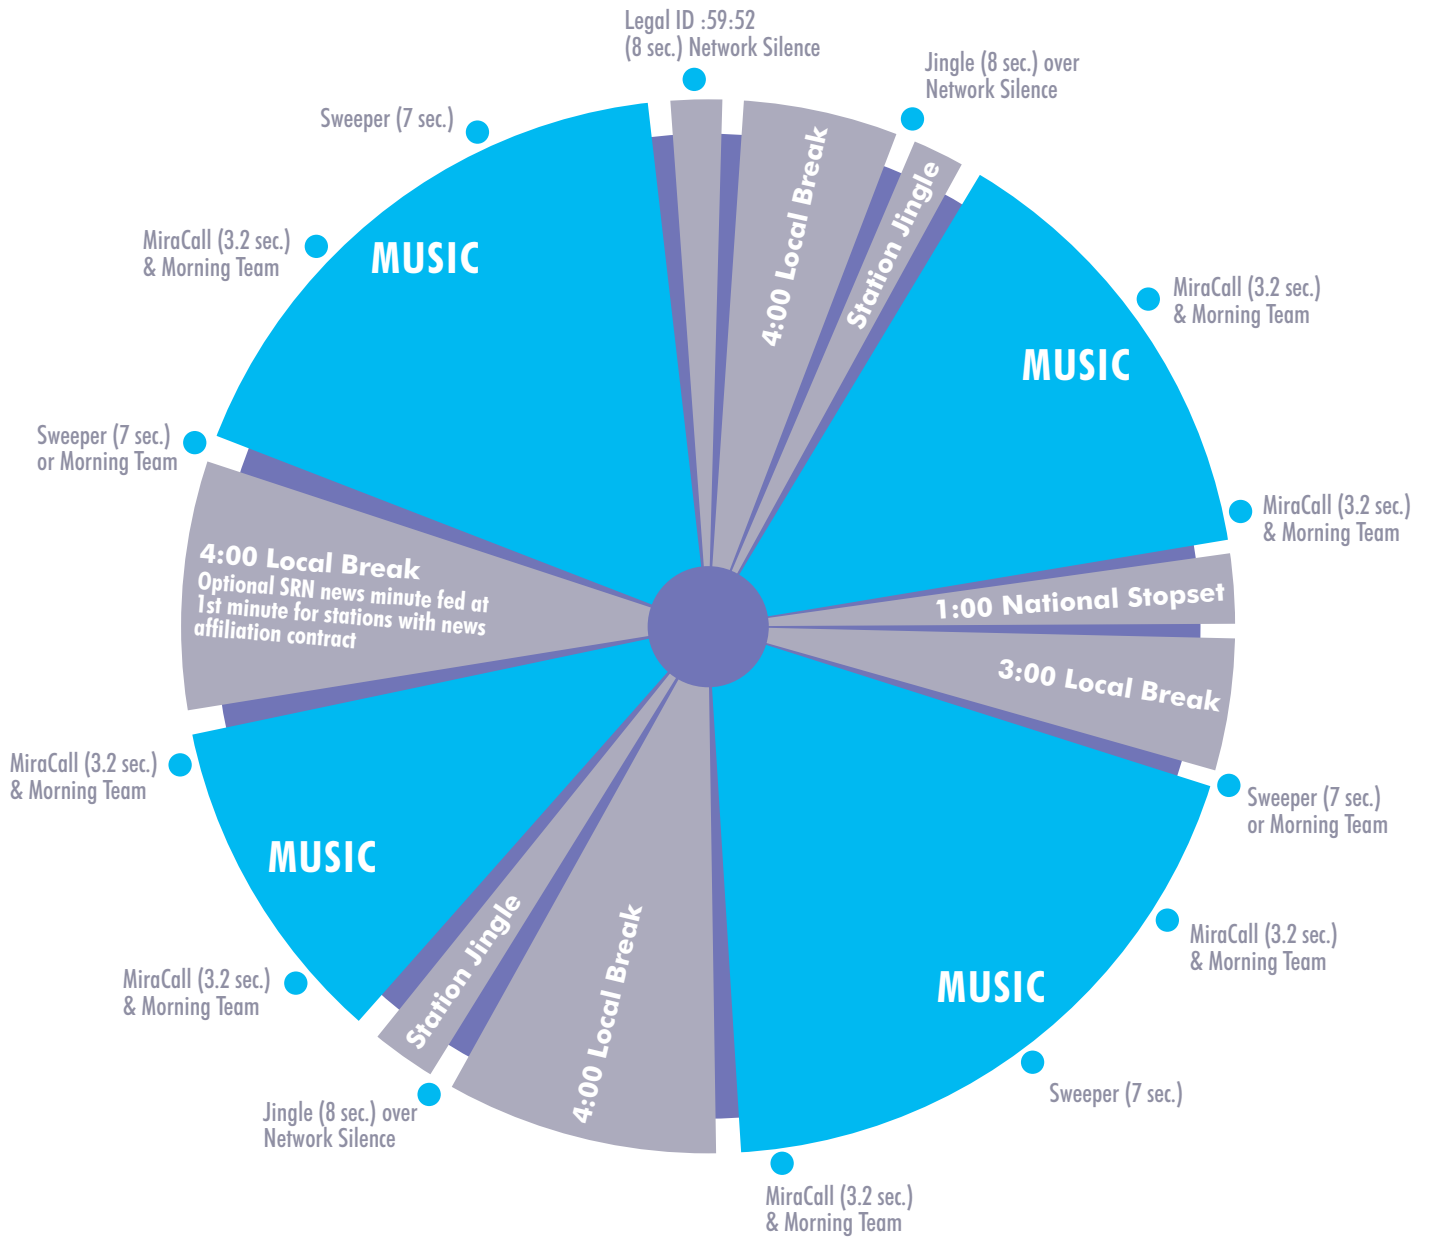 Legal ID :59:52
(8 sec.) Network Silence
Jingle (8 sec.) over
Network Silence
4:00 Local Break
Station Jingle
MUSIC
MiraCall (3.2 sec.)
& Morning Team
MiraCall (3.2 sec.)
& Morning Team
1:00 National Stopset
3:00 Local Break
Sweeper (7 sec.)
or Morning Team
MiraCall (3.2 sec.)
& Morning Team
MUSIC
Sweeper (7 sec.)
MiraCall (3.2 sec.)
& Morning Team
4:00 Local Break
Station Jingle
Jingle (8 sec.) over
Network Silence
MiraCall (3.2 sec.)
& Morning Team
MUSIC
MiraCall (3.2 sec.)
& Morning Team
4:00 Local Break
Optional SRN news minute fed at
1st minute for stations with news
affiliation contract
Sweeper (7 sec.)
or Morning Team
MUSIC
MiraCall (3.2 sec.)
& Morning Team
Sweeper (7 sec.)